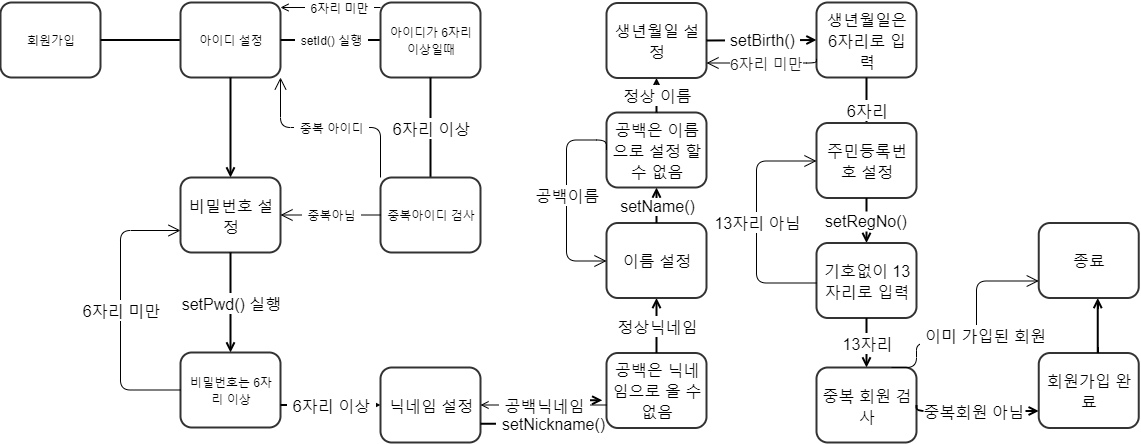 회원가입
아이디 설정
6자리 미만
setId() 실행
아이디가 6자리
이상일때
중복 아이디
6자리 이상
비밀번호 설
정
중복아님
중복아이디 검사
6자리 미만
setPwd() 실행
비밀번호는 6자
리 이상
6자리 이상
닉네임 설정
공백닉네임
setNickname()
공백은 닉네
임으로 올 수
없음
정상닉네임
이름 설정
공백이름
setName()
공백은 이름
으로 설정 할
수 없음
정상 이름
생년월일 설
정
setBirth()
6자리 미만
생년월일은
6자리로 입
력
6자리
주민등록번
호 설정
13자리 아님
setRegNo()
기호없이 13
자리로 입력
13자리
중복 회원 검
사
이미 가입된 회원
중복회원 아님
회원가입 완
료
종료